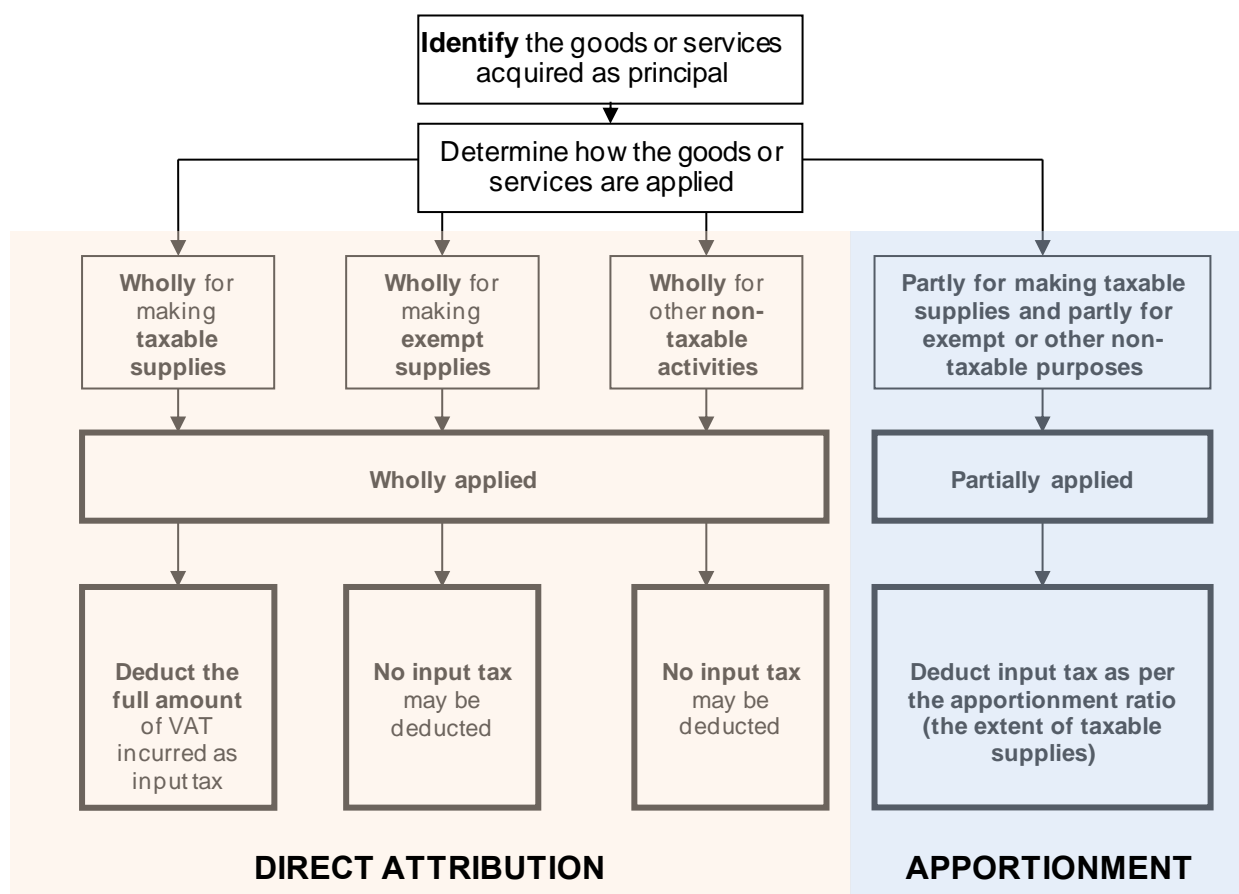 Identify the goods or services
acquired as principal
Determine how the goods or
services are applied
Wholly for
making
taxable
supplies
Wholly for
making
exempt
supplies
Wholly for
other non-
taxable
activities
Partly for making taxable
supplies and partly for
exempt or other non-
taxable purposes
Wholly applied
Partially applied
Deduct the
full amount
of VAT
incurred as
input tax
No input tax
may be
deducted
No input tax
may be
deducted
Deduct input tax as per
the apportionment ratio
(the extent of taxable
supplies)
DIRECT ATTRIBUTION
APPORTIONMENT